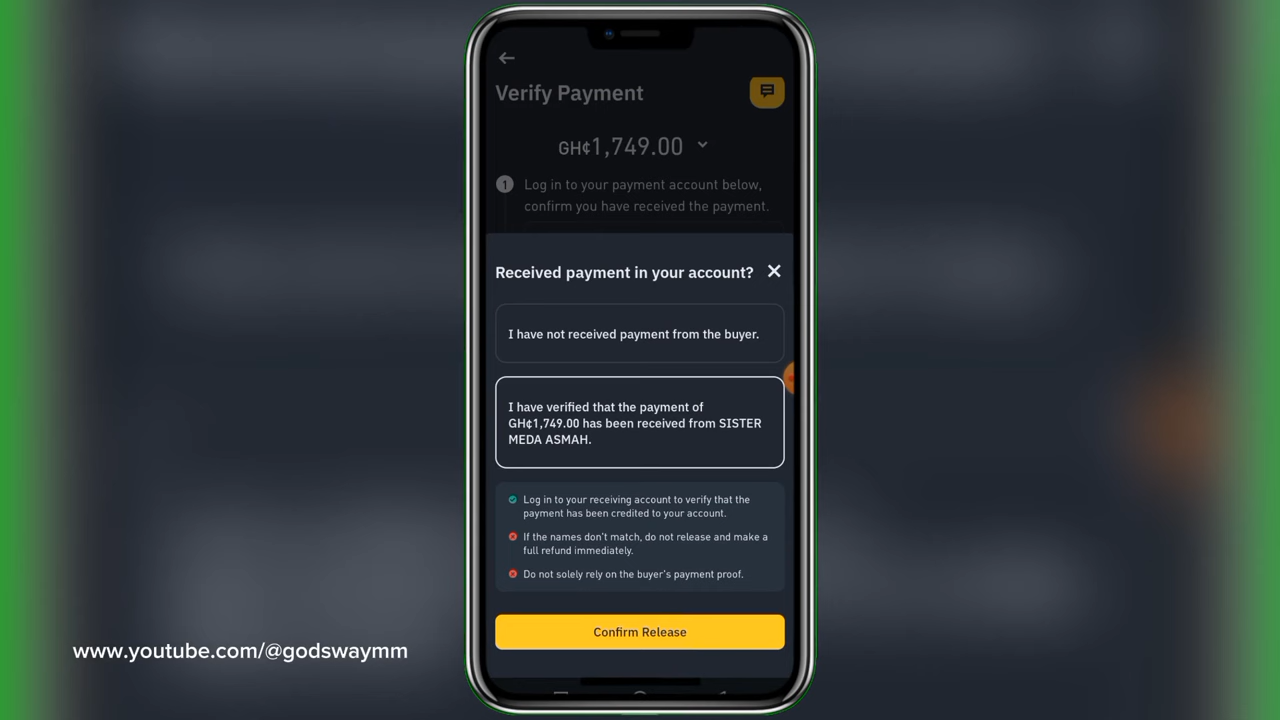 Verify Payment
GH¢1,749.00
1
Log in to your payment account below,
confirm you have received the payment.
Received payment in your account?
I have not received payment from the buyer.
I have verified that the payment of
GH¢1,749.00 has been received from SISTER
MEDA ASMAH.
Log in to your receiving account to verify that the
payment has been credited to your account.
If the names don't match, do not release and make a
full refund immediately.
Do not solely rely on the buyer's payment proof.
Confirm Release
www.youtube.com/@godswaymm